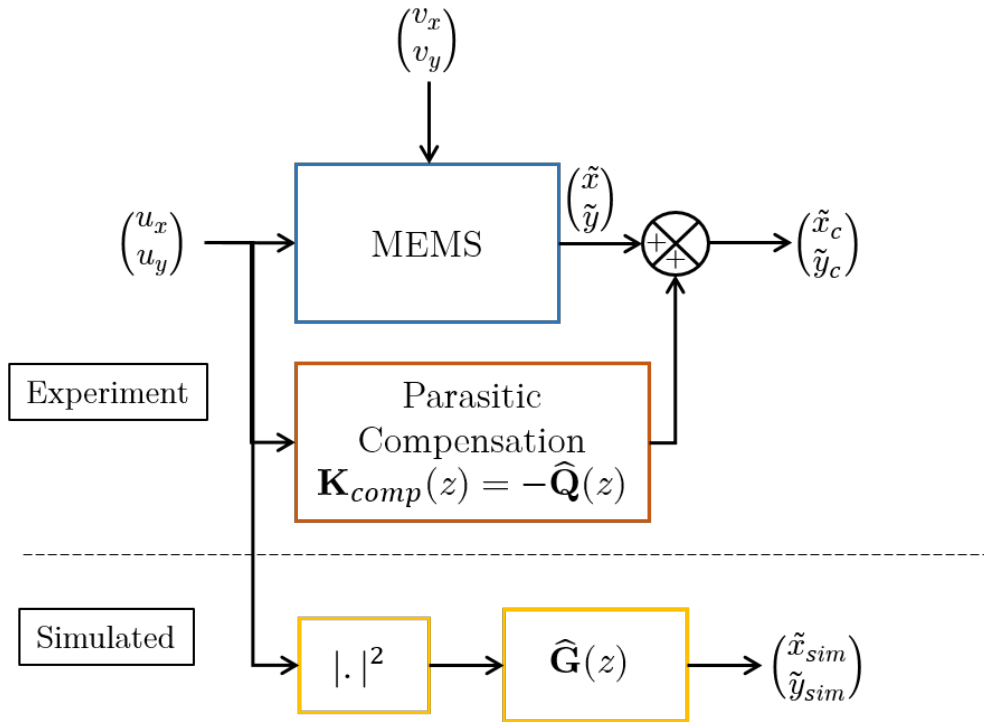 (v_x
v_y)
(u_x
u_y)
MEMS
(x̃
ỹ)
+
+
(x̃_c
ỹ_c)
Experiment
Parasitic
Compensation
K_comp(z) = −Q̂(z)
Simulated
|.|²
Ĝ(z)
(x̃_sim
ỹ_sim)